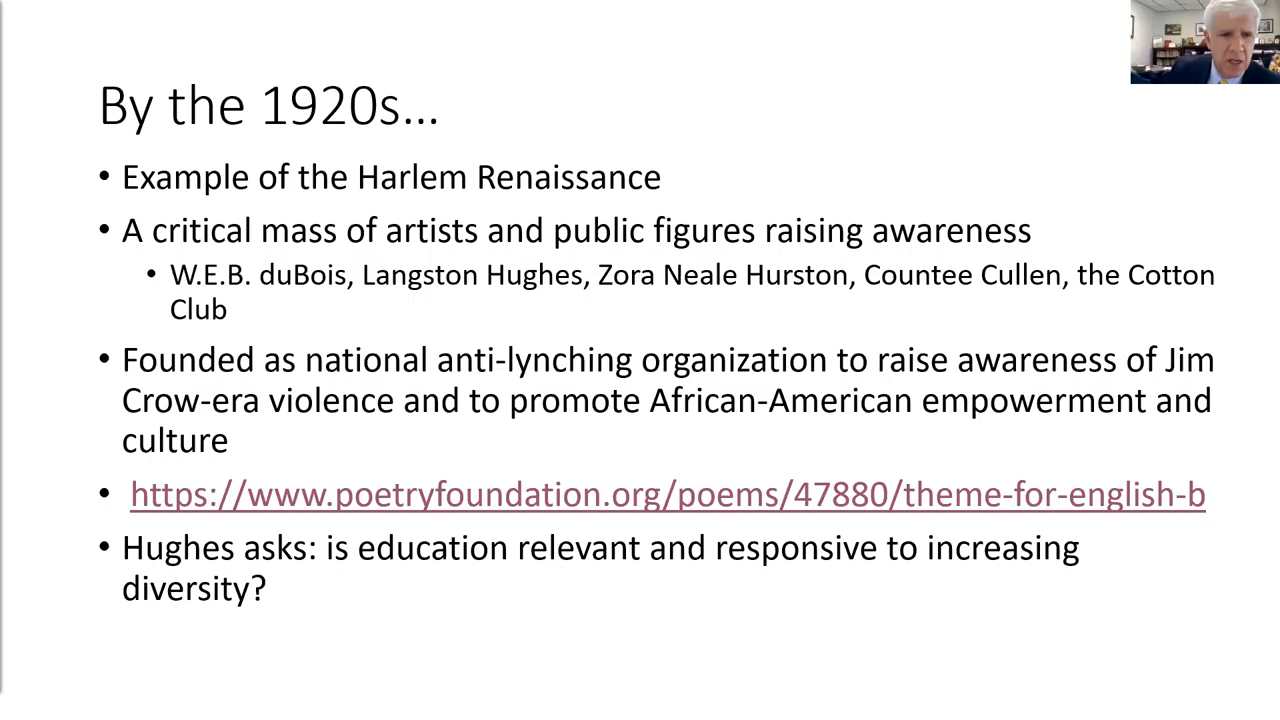 By the 1920s...
• Example of the Harlem Renaissance
• A critical mass of artists and public figures raising awareness
• W.E.B. duBois, Langston Hughes, Zora Neale Hurston, Countee Cullen, the Cotton
Club
• Founded as national anti-lynching organization to raise awareness of Jim
Crow-era violence and to promote African-American empowerment and
culture
• https://www.poetryfoundation.org/poems/47880/theme-for-english-b
• Hughes asks: is education relevant and responsive to increasing
diversity?